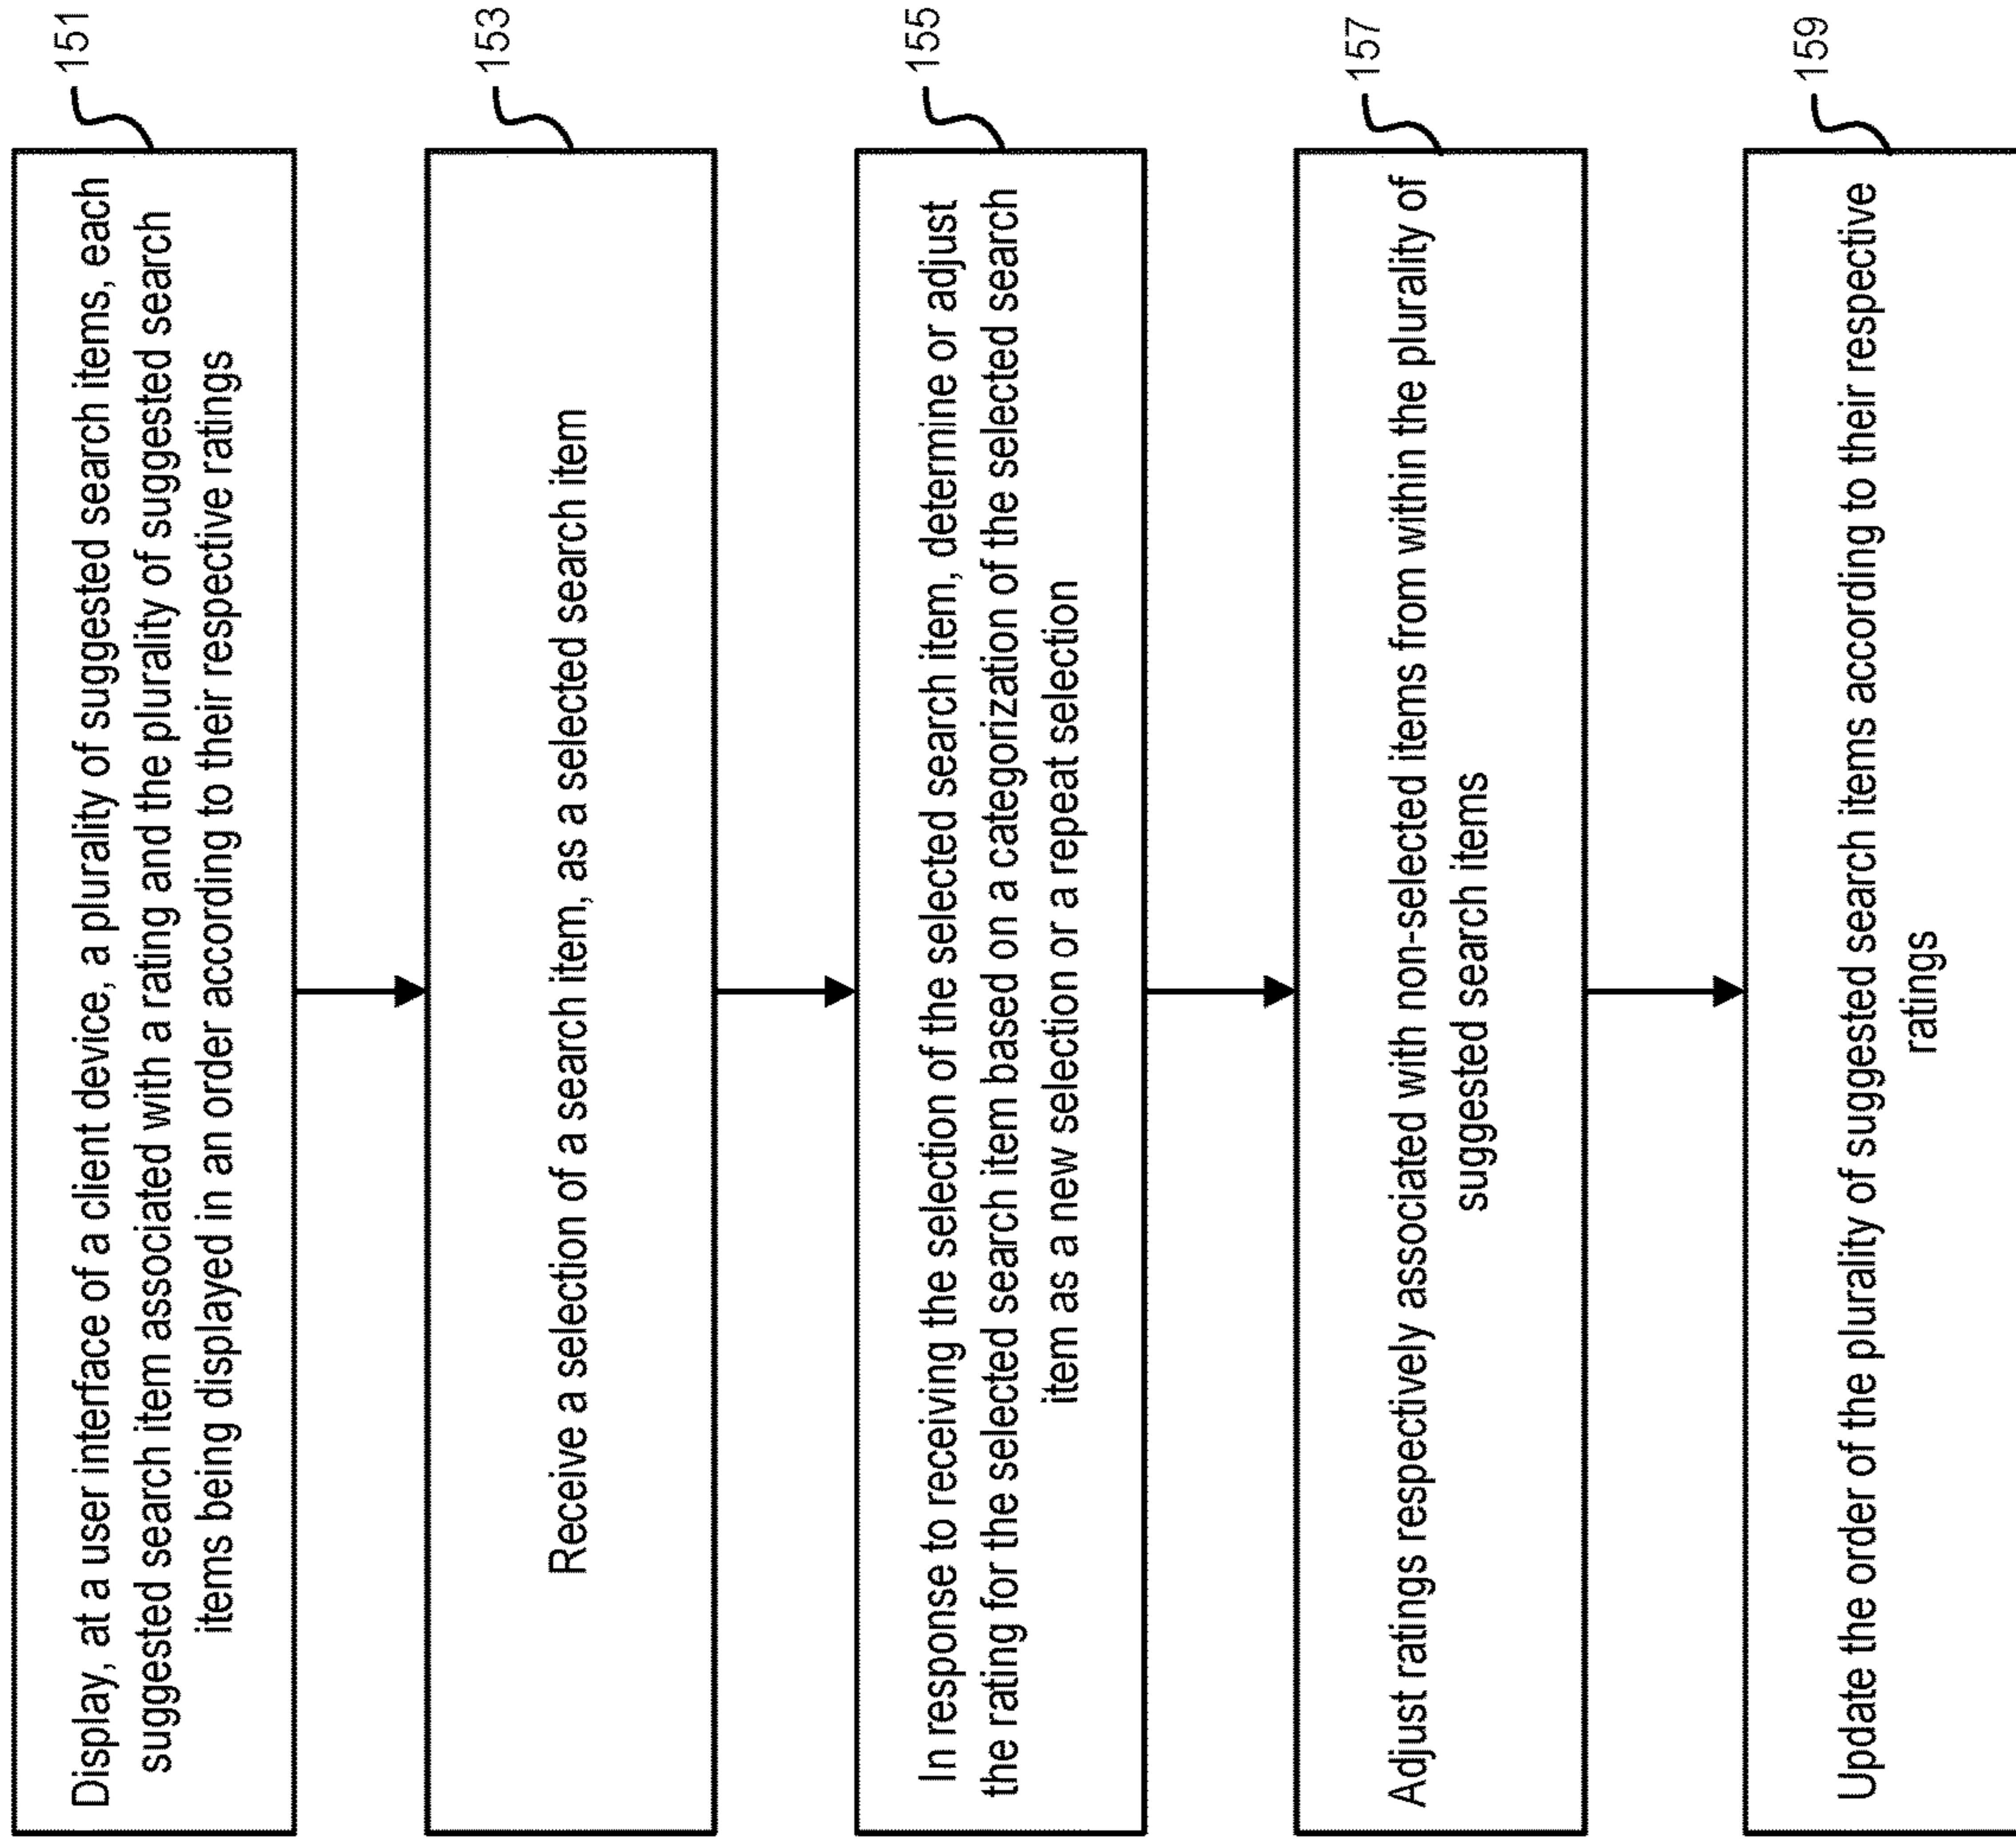 151
Display, at a user interface of a client device, a plurality of suggested search items, each
suggested search item associated with a rating and the plurality of suggested search
items being displayed in an order according to their respective ratings
153
Receive a selection of a search item, as a selected search item
155
In response to receiving the selection of the selected search item, determine or adjust
the rating for the selected search item based on a categorization of the selected search
item as a new selection or a repeat selection
157
Adjust ratings respectively associated with non-selected items from within the plurality of
suggested search items
159
Update the order of the plurality of suggested search items according to their respective
ratings